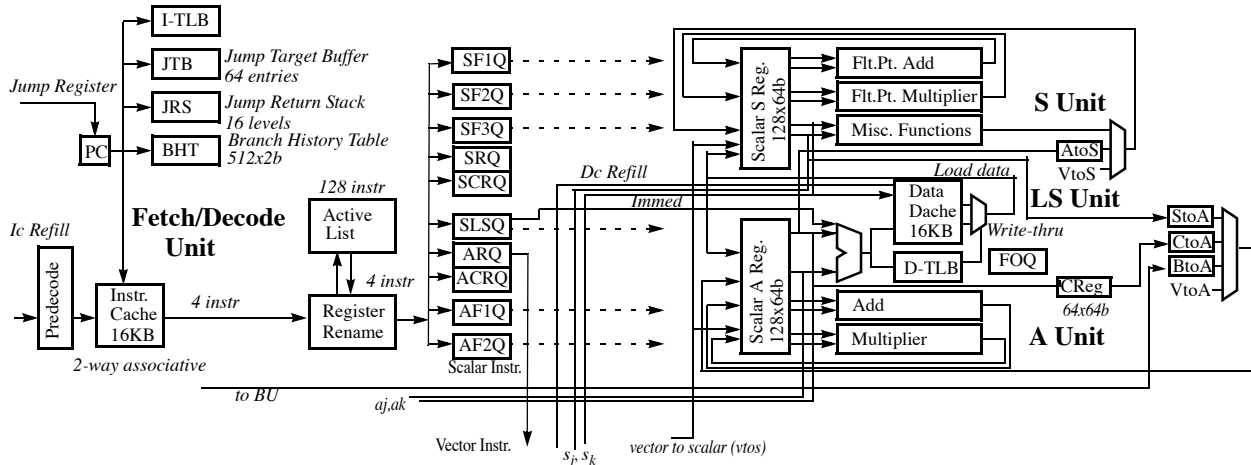 I-TLB
JTB
Jump Target Buffer
64 entries
Jump Register
JRS
Jump Return Stack
16 levels
PC
BHT
Branch History Table
512x2b
Fetch/Decode
Unit
Ic Refill
Predecode
Instr.
Cache
16KB
2-way associative
4 instr
128 instr
Active
List
4 instr
Register
Rename
SF1Q
SF2Q
SF3Q
SRQ
SCRQ
SLSQ
ARQ
ACRQ
AF1Q
AF2Q
Scalar Instr.
Vector Instr.
to BU
aj,ak
sj, sk
vector to scalar (vtos)
Dc Refill
Immed
Scalar S Reg.
128x64b
Flt.Pt. Add
Flt.Pt. Multiplier
Misc. Functions
S Unit
AtoS
VtoS
Load data
LS Unit
Data
Dache
16KB
Write-thru
D-TLB
FOQ
Scalar A Reg.
128x64b
Add
Multiplier
A Unit
CReg
64x64b
StoA
CtoA
BtoA
VtoA